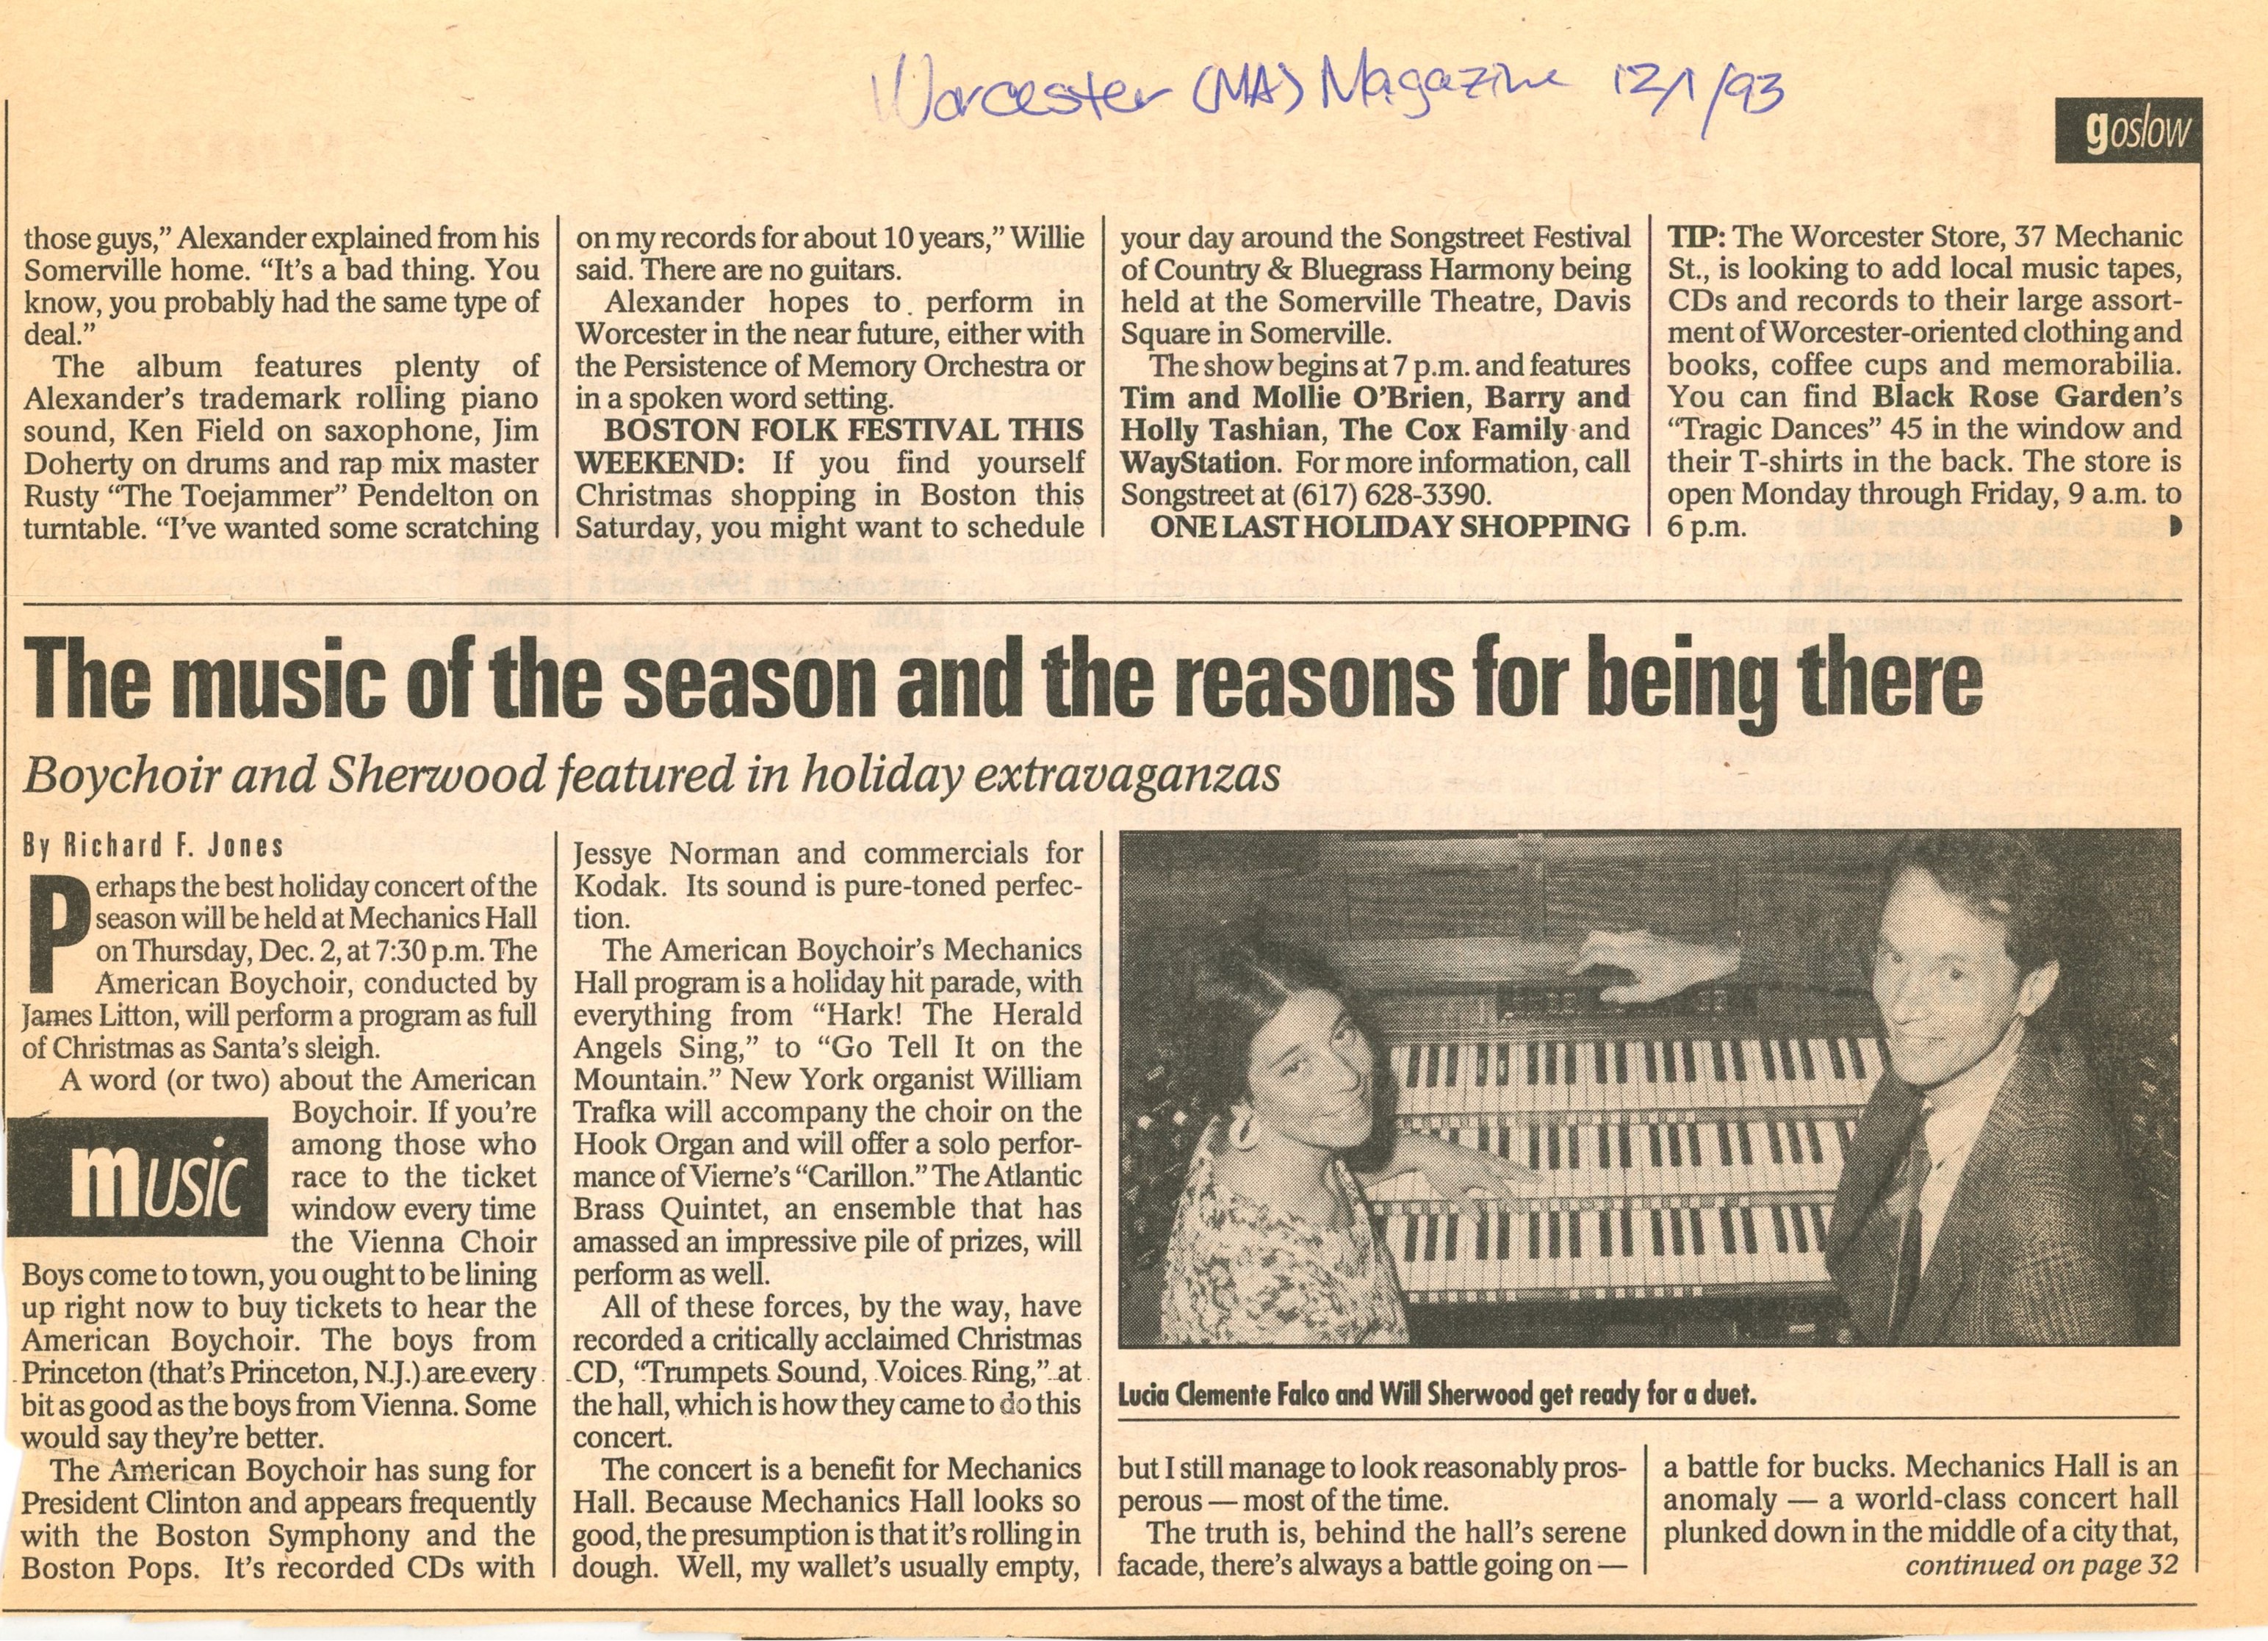 Worcester (MA) Magazine 12/1/93
goslow
those guys,” Alexander explained from his
Somerville home. “It’s a bad thing. You
know, you probably had the same type of
deal.”
The album features plenty of
Alexander’s trademark rolling piano
sound, Ken Field on saxophone, Jim
Doherty on drums and rap mix master
Rusty “The Toejammer” Pendelton on
turntable. “I’ve wanted some scratching
on my records for about 10 years,” Willie
said. There are no guitars.
Alexander hopes to perform in
Worcester in the near future, either with
the Persistence of Memory Orchestra or
in a spoken word setting.
BOSTON FOLK FESTIVAL THIS
WEEKEND: If you find yourself
Christmas shopping in Boston this
Saturday, you might want to schedule
your day around the Songstreet Festival
of Country & Bluegrass Harmony being
held at the Somerville Theatre, Davis
Square in Somerville.
The show begins at 7 p.m. and features
Tim and Mollie O’Brien, Barry and
Holly Tashian, The Cox Family and
WayStation. For more information, call
Songstreet at (617) 628-3390.
ONE LAST HOLIDAY SHOPPING
TIP: The Worcester Store, 37 Mechanic
St., is looking to add local music tapes,
CDs and records to their large assort-
ment of Worcester-oriented clothing and
books, coffee cups and memorabilia.
You can find Black Rose Garden’s
“Tragic Dances” 45 in the window and
their T-shirts in the back. The store is
open Monday through Friday, 9 a.m. to
6 p.m.
The music of the season and the reasons for being there
Boychoir and Sherwood featured in holiday extravaganzas
By Richard F. Jones
Perhaps the best holiday concert of the
season will be held at Mechanics Hall
on Thursday, Dec. 2, at 7:30 p.m. The
American Boychoir, conducted by
James Litton, will perform a program as full
of Christmas as Santa’s sleigh.
A word (or two) about the American
music
Boychoir. If you’re
among those who
race to the ticket
window every time
the Vienna Choir
Boys come to town, you ought to be lining
up right now to buy tickets to hear the
American Boychoir. The boys from
Princeton (that’s Princeton, N.J.) are every
bit as good as the boys from Vienna. Some
would say they’re better.
The American Boychoir has sung for
President Clinton and appears frequently
with the Boston Symphony and the
Boston Pops. It’s recorded CDs with
Jessye Norman and commercials for
Kodak. Its sound is pure-toned perfec-
tion.
The American Boychoir’s Mechanics
Hall program is a holiday hit parade, with
everything from “Hark! The Herald
Angels Sing,” to “Go Tell It on the
Mountain.” New York organist William
Trafka will accompany the choir on the
Hook Organ and will offer a solo perfor-
mance of Vierne’s “Carillon.” The Atlantic
Brass Quintet, an ensemble that has
amassed an impressive pile of prizes, will
perform as well.
All of these forces, by the way, have
recorded a critically acclaimed Christmas
CD, “Trumpets Sound, Voices Ring,” at
the hall, which is how they came to do this
concert.
The concert is a benefit for Mechanics
Hall. Because Mechanics Hall looks so
good, the presumption is that it’s rolling in
dough. Well, my wallet’s usually empty,
Lucia Clemente Falco and Will Sherwood get ready for a duet.
but I still manage to look reasonably pros-
perous — most of the time.
The truth is, behind the hall’s serene
facade, there’s always a battle going on —
a battle for bucks. Mechanics Hall is an
anomaly — a world-class concert hall
plunked down in the middle of a city that,
continued on page 32